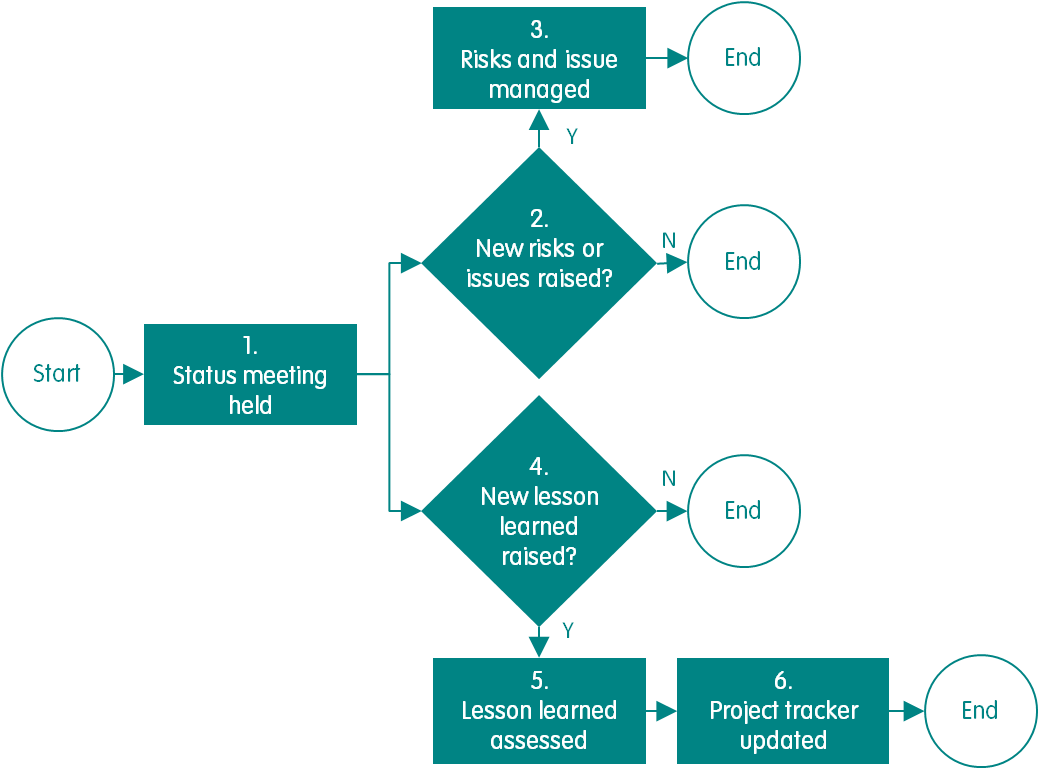 3.
Risks and issue
managed
End
Y
2.
New risks or
issues raised?
N
End
Start
1.
Status meeting
held
4.
New lesson
learned
raised?
N
End
Y
5.
Lesson learned
assessed
6.
Project tracker
updated
End